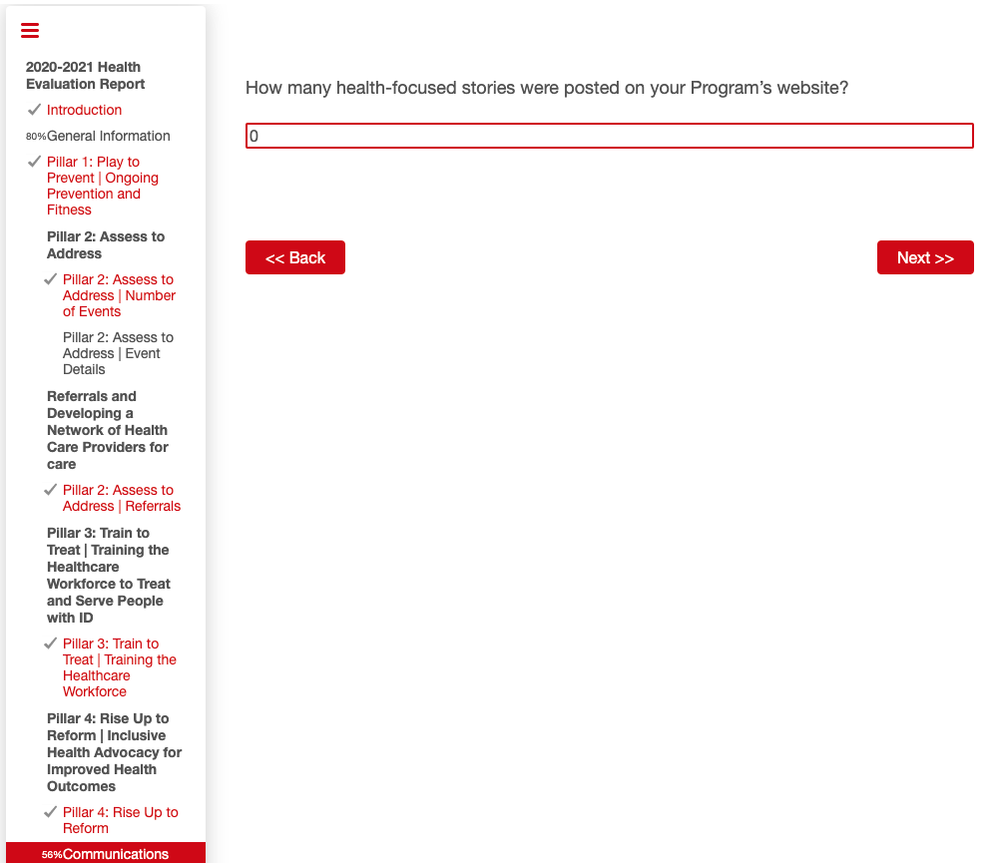 2020-2021 Health
Evaluation Report
Introduction
80%General Information
Pillar 1: Play to
Prevent | Ongoing
Prevention and
Fitness
Pillar 2: Assess to
Address
Pillar 2: Assess to
Address | Number
of Events
Pillar 2: Assess to
Address | Event
Details
Referrals and
Developing a
Network of Health
Care Providers for
care
Pillar 2: Assess to
Address | Referrals
Pillar 3: Train to
Treat | Training the
Healthcare
Workforce to Treat
and Serve People
with ID
Pillar 3: Train to
Treat | Training the
Healthcare
Workforce
Pillar 4: Rise Up to
Reform | Inclusive
Health Advocacy for
Improved Health
Outcomes
Pillar 4: Rise Up to
Reform
56%Communications
How many health-focused stories were posted on your Program’s website?
0
<< Back
Next >>